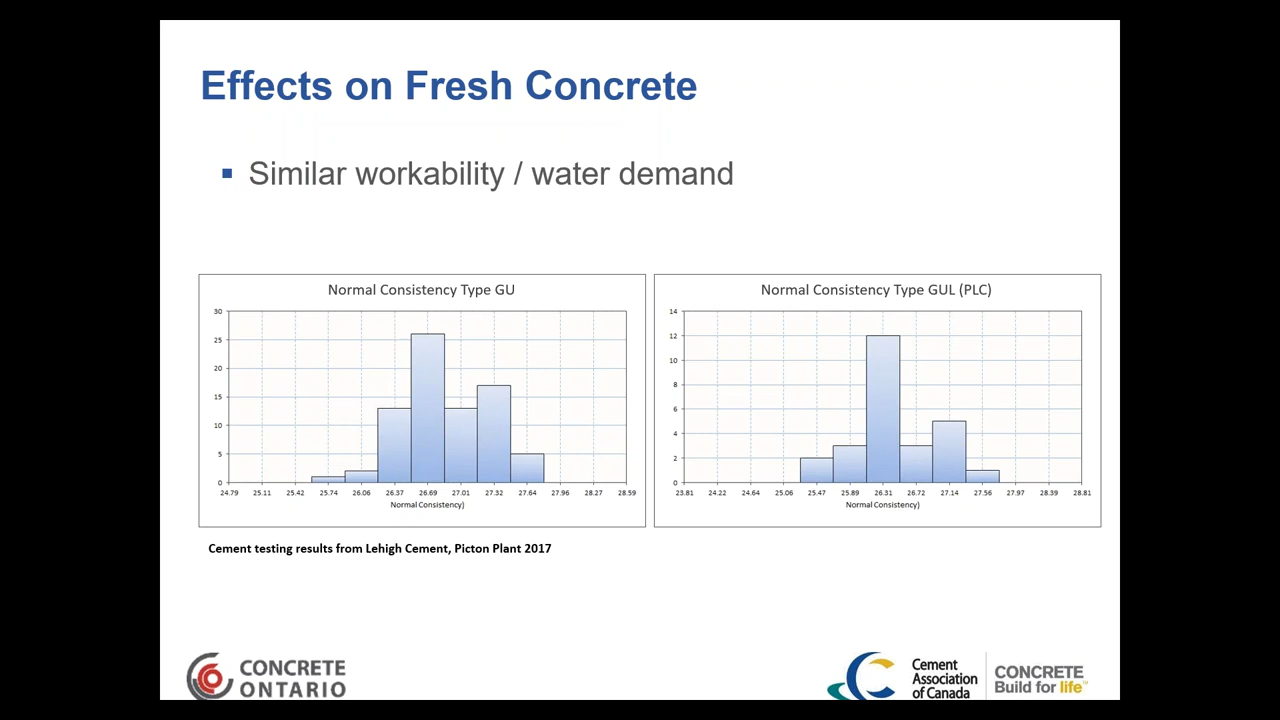 Effects on Fresh Concrete
▪ Similar workability / water demand
Normal Consistency Type GU
30
25
20
15
10
5
0
24.79 25.11 25.42 25.74 26.06 26.37 26.69 27.01 27.32 27.64 27.96 28.27 28.59
Normal Consistency)
Normal Consistency Type GUL (PLC)
14
12
10
8
6
4
2
0
23.81 24.22 24.64 25.06 25.47 25.89 26.31 26.72 27.14 27.56 27.97 28.39 28.81
Normal Consistency)
Cement testing results from Lehigh Cement, Picton Plant 2017
CONCRETE
ONTARIO
Cement
Association
of Canada
CONCRETE
Build for life™